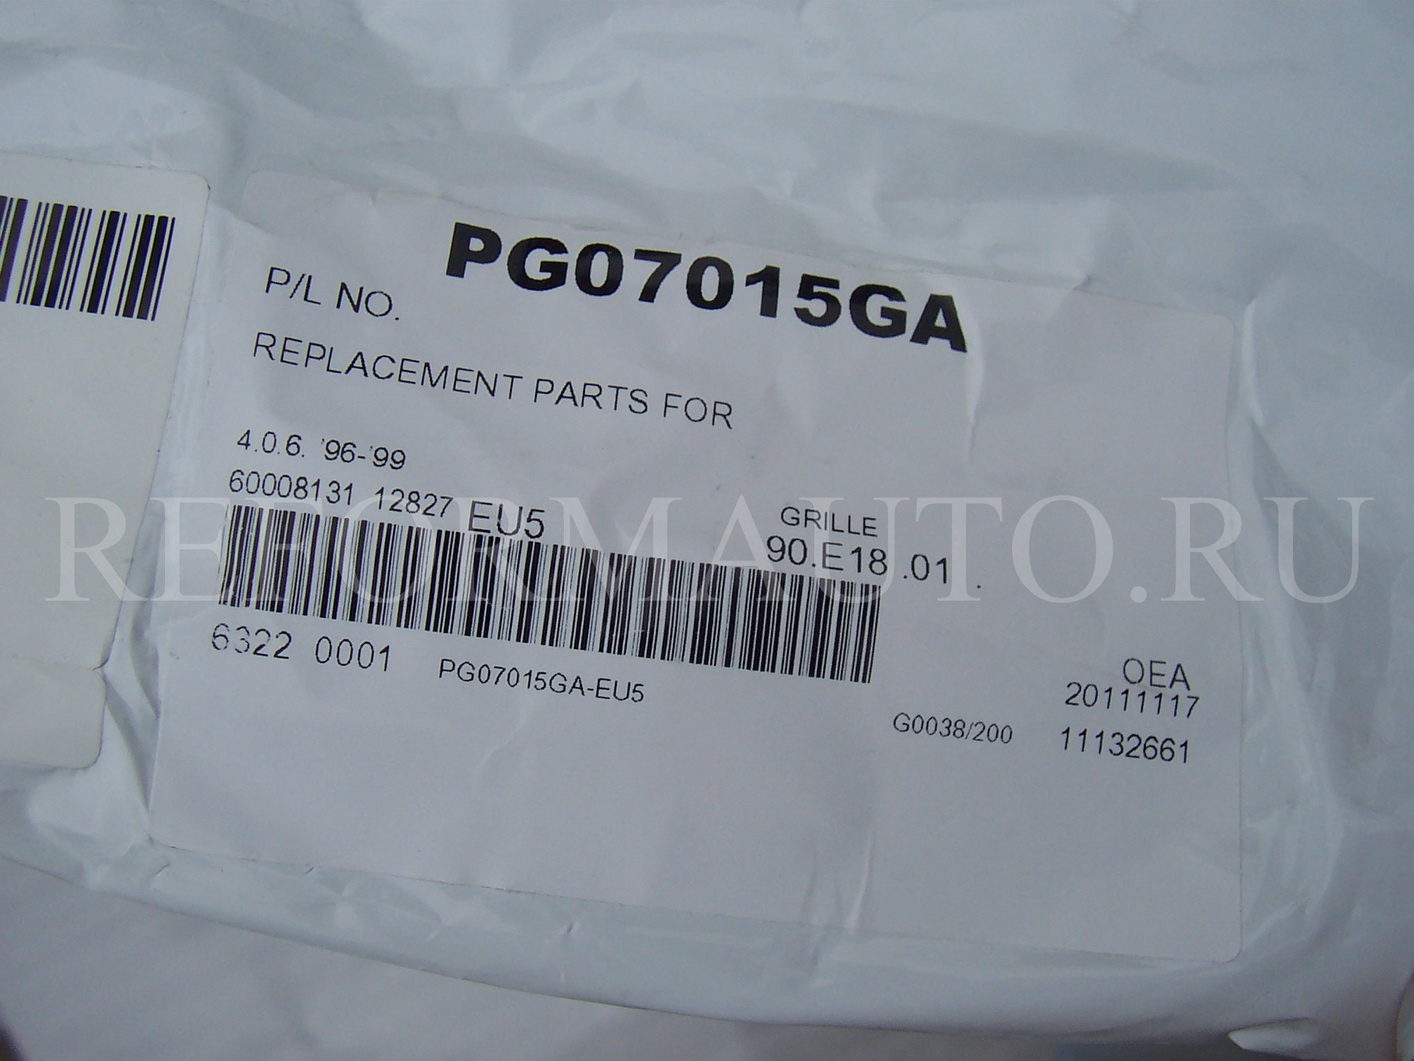 PG07015GA
P/L NO.
REPLACEMENT PARTS FOR
4.0.6. '96-'99
60008131 12827 EU5
GRILLE
90.E18 .01 .
6322 0001
PG07015GA-EU5
OEA
20111117
G0038/200
11132661
REFORMAUTO.RU